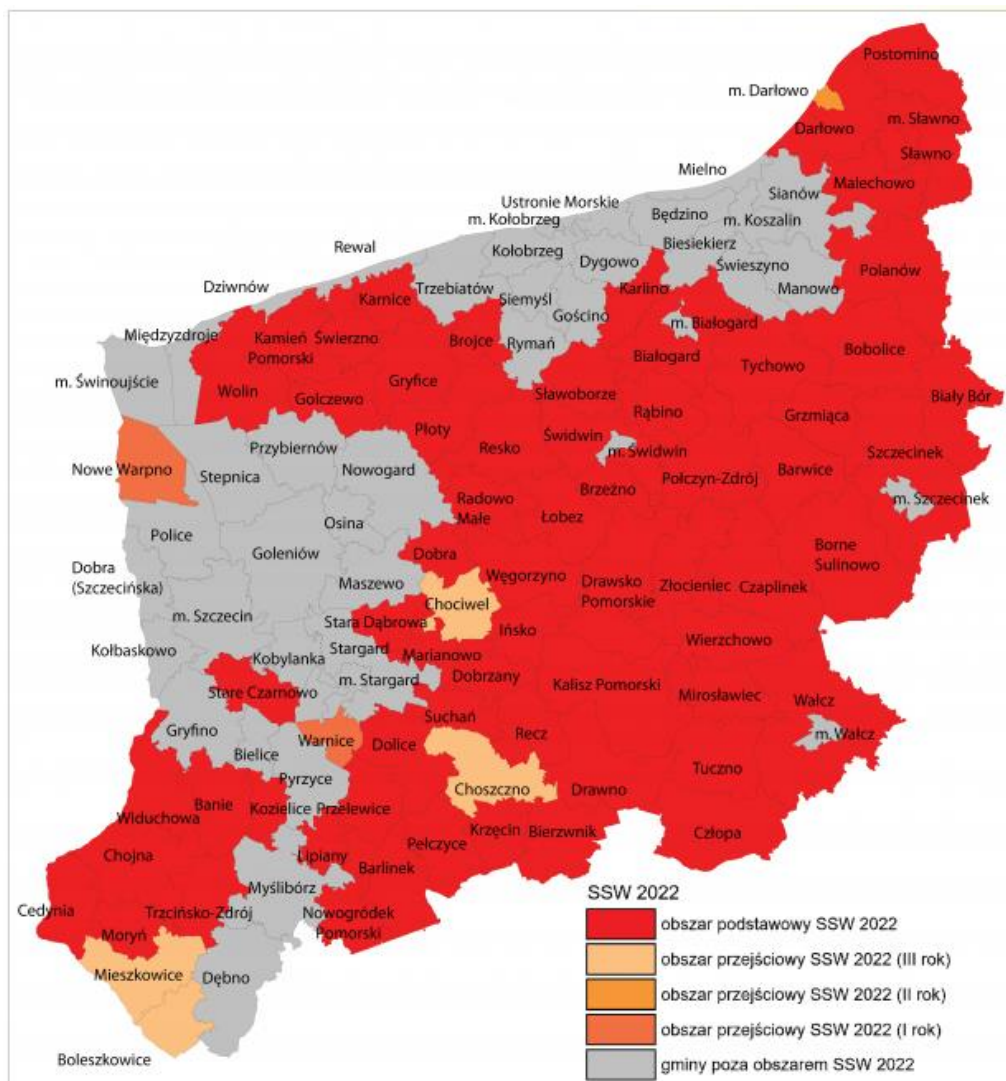 Postomino
m. Darłowo
Darłowo
m. Sławno
Sławno
Mielno
Malechowo
Sianów
Ustronie Morskie
m. Kołobrzeg
Będzino
m. Koszalin
Rewal
Kołobrzeg
Biesiekierz
Dygowo
Świeszyno
Polanów
Dziwnów
Trzebiatów
Siemyśl
Karlino
Manowo
Karnice
Gościno
Międzyzdroje
Kamień
Pomorski
Świerzno
Brojce
Rymań
m. Białogard
Białogard
Bobolice
Tychowo
m. Świnoujście
Wolin
Gryfice
Golczewo
Sławoborze
Rąbino
Grzmiąca
Biały Bór
Płoty
Świdwin
Przybiernów
Resko
m. Świdwin
Szczecinek
Nowe Warpno
Stepnica
Nowogard
Brzeżno
Połczyn-Zdrój
Barwice
m. Szczecinek
Radowo
Małe
Łobez
Osina
Police
Goleniów
Dobra
Borne
Sulinowo
Dobra
(Szczecińska)
Maszewo
Węgorzyno
Drawsko
Pomorskie
Złocieniec
Czaplinek
Chociwel
m. Szczecin
Stara Dąbrowa
Ińsko
Wierzchowo
Kołbaskowo
Kobylanka
Stargard
Marianowo
m. Stargard
Dobrzany
Kalisz Pomorski
Mirosławiec
Wałcz
Stare Czarnowo
Suchań
Recz
m. Wałcz
Gryfino
Bielice
Warnice
Dolice
Pyrzyce
Choszczno
Drawno
Tuczno
Banie
Widuchowa
Kozielice
Przelewice
Krzęcin
Bierzwnik
Człopa
Pełczyce
Chojna
Lipiany
Barlinek
Myślibórz
Cedynia
Trzcińsko-Zdrój
Nowogródek
Pomorski
Moryń
Mieszkowice
Dębno
Boleszkowice
SSW 2022
obszar podstawowy SSW 2022
obszar przejściowy SSW 2022 (III rok)
obszar przejściowy SSW 2022 (II rok)
obszar przejściowy SSW 2022 (I rok)
gminy poza obszarem SSW 2022